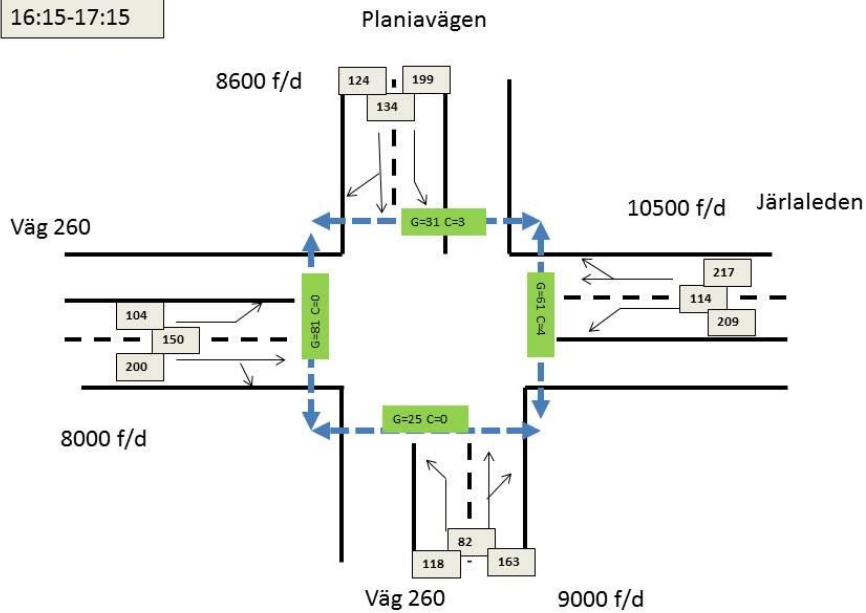 16:15-17:15
Planiavägen
8600 f/d
124
199
134
10500 f/d
Järlaleden
Väg 260
G=31 C=3
217
114
209
104
150
200
G=81 C=0
G=61 C=4
G=25 C=0
8000 f/d
82
118
163
Väg 260
9000 f/d